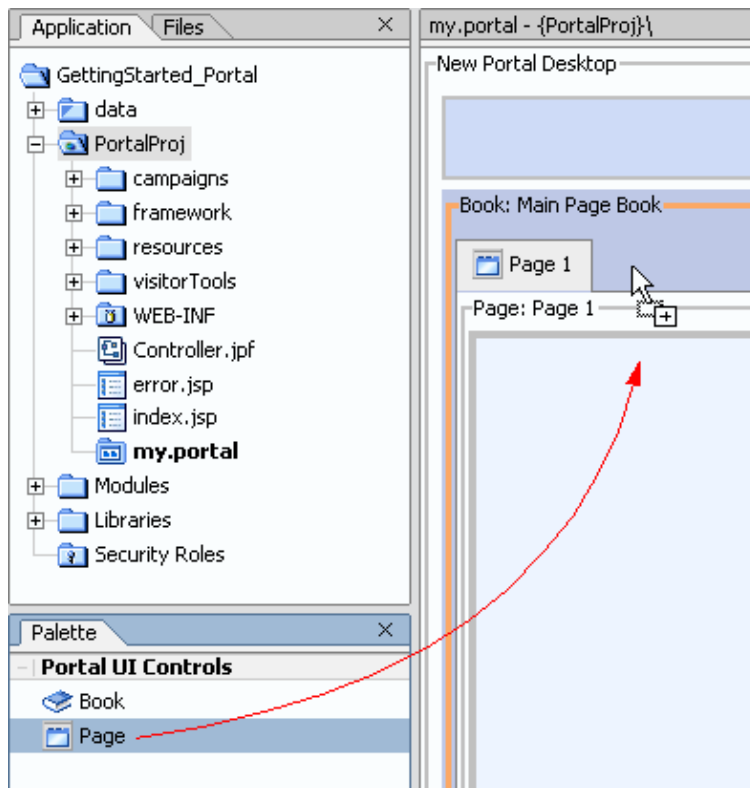 Application
Files
GettingStarted_Portal
data
PortalProj
campaigns
framework
resources
visitorTools
WEB-INF
Controller.jpf
error.jsp
index.jsp
my.portal
Modules
Libraries
Security Roles
Palette
Portal UI Controls
Book
Page
my.portal - {PortalProj}\
New Portal Desktop
Book: Main Page Book
Page 1
Page: Page 1